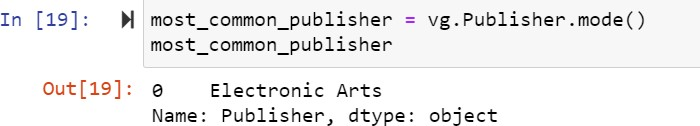 In [19]: most_common_publisher = vg.Publisher.mode()
most_common_publisher
Out[19]: 0    Electronic Arts
Name: Publisher, dtype: object